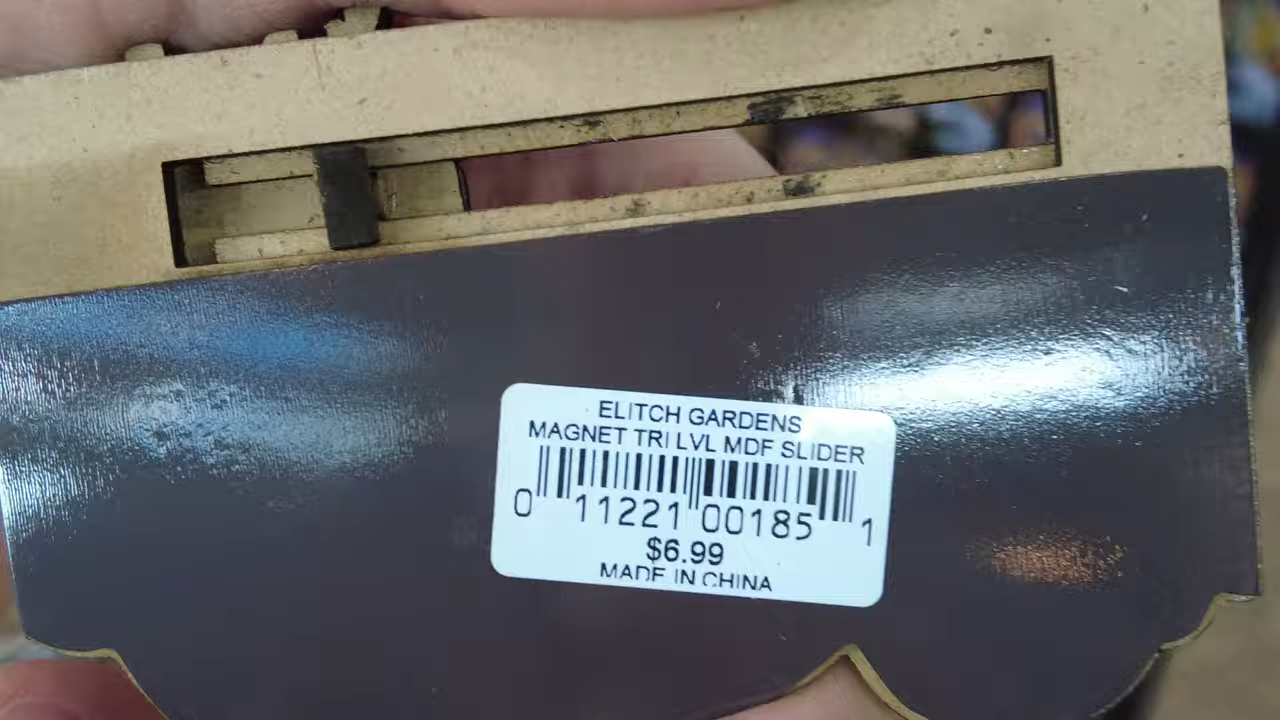 ELITCH GARDENS
MAGNET TRI LVL MDF SLIDER
0 11221 00185 1
$6.99
MADE IN CHINA